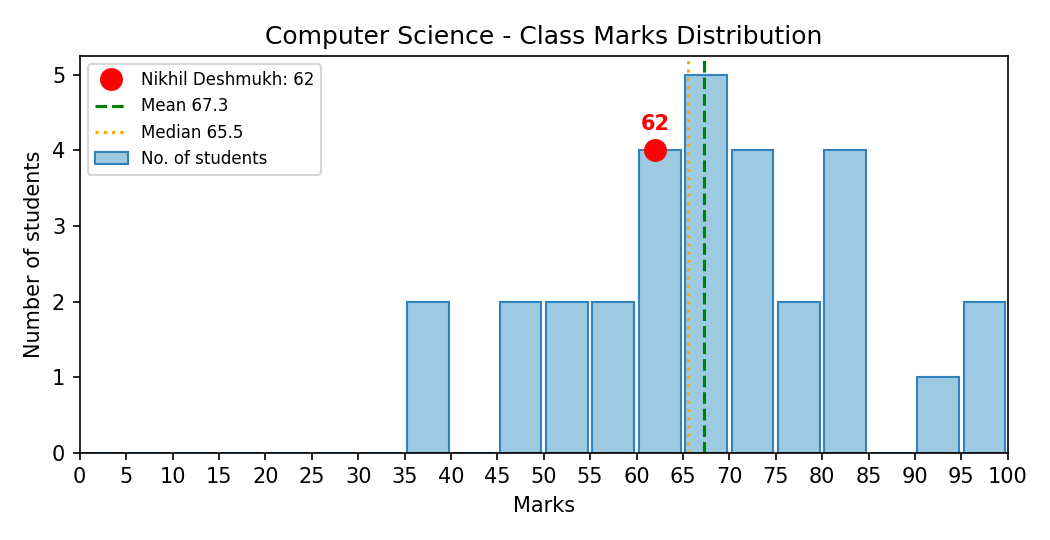 Computer Science - Class Marks Distribution
Nikhil Deshmukh: 62
Mean 67.3
Median 65.5
No. of students
62
Number of students
5
4
3
2
1
0
0 5 10 15 20 25 30 35 40 45 50 55 60 65 70 75 80 85 90 95 100
Marks